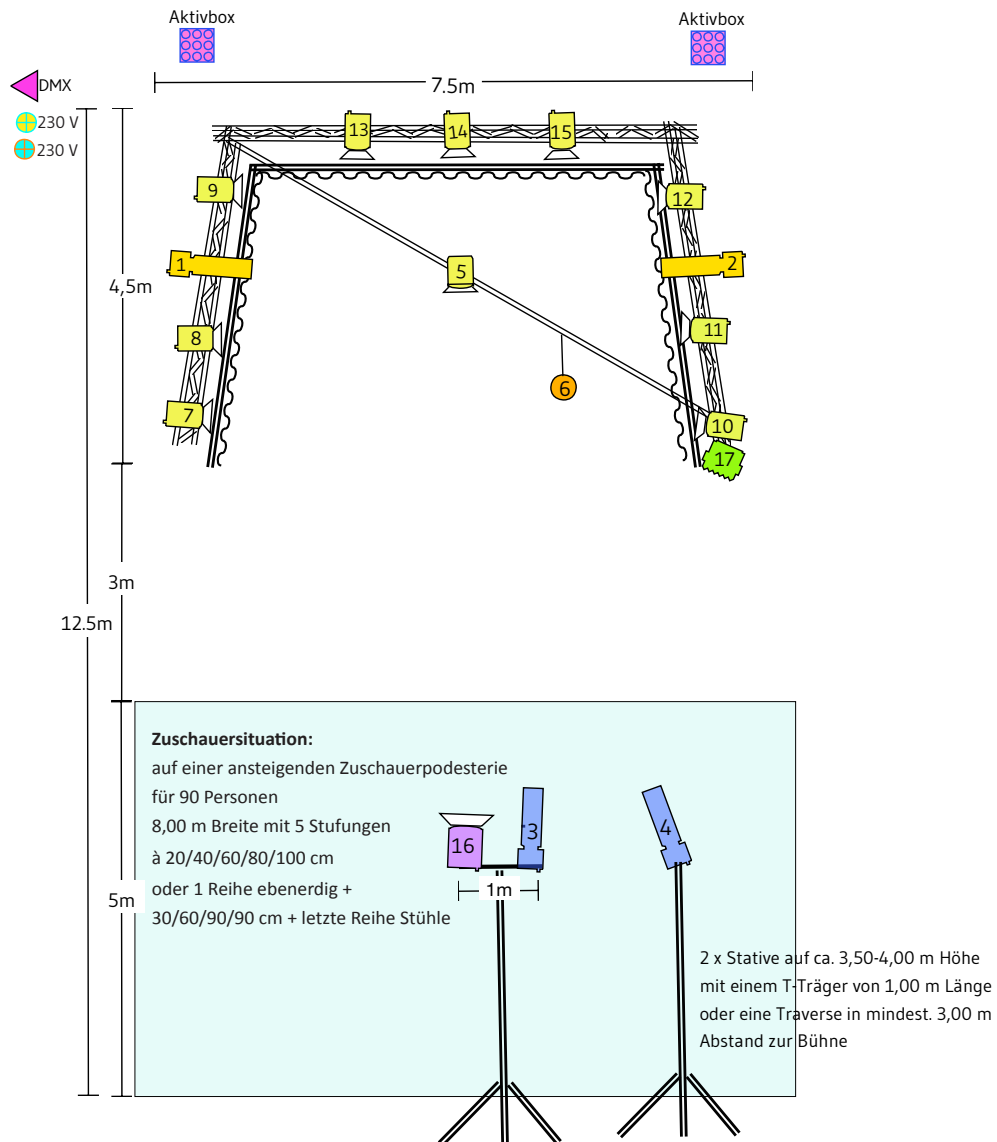 Aktivbox
Aktivbox
7.5m
DMX
230 V
230 V
13
14
15
9
12
1
5
2
4,5m
8
11
6
7
10
17
3m
12.5m
Zuschauersituation:
auf einer ansteigenden Zuschauerpodesterie
für 90 Personen
8,00 m Breite mit 5 Stufungen
à 20/40/60/80/100 cm
oder 1 Reihe ebenerdig +
30/60/90/90 cm + letzte Reihe Stühle
16
3
4
1m
5m
2 x Stative auf ca. 3,50-4,00 m Höhe
mit einem T-Träger von 1,00 m Länge
oder eine Traverse in mindest. 3,00 m
Abstand zur Bühne